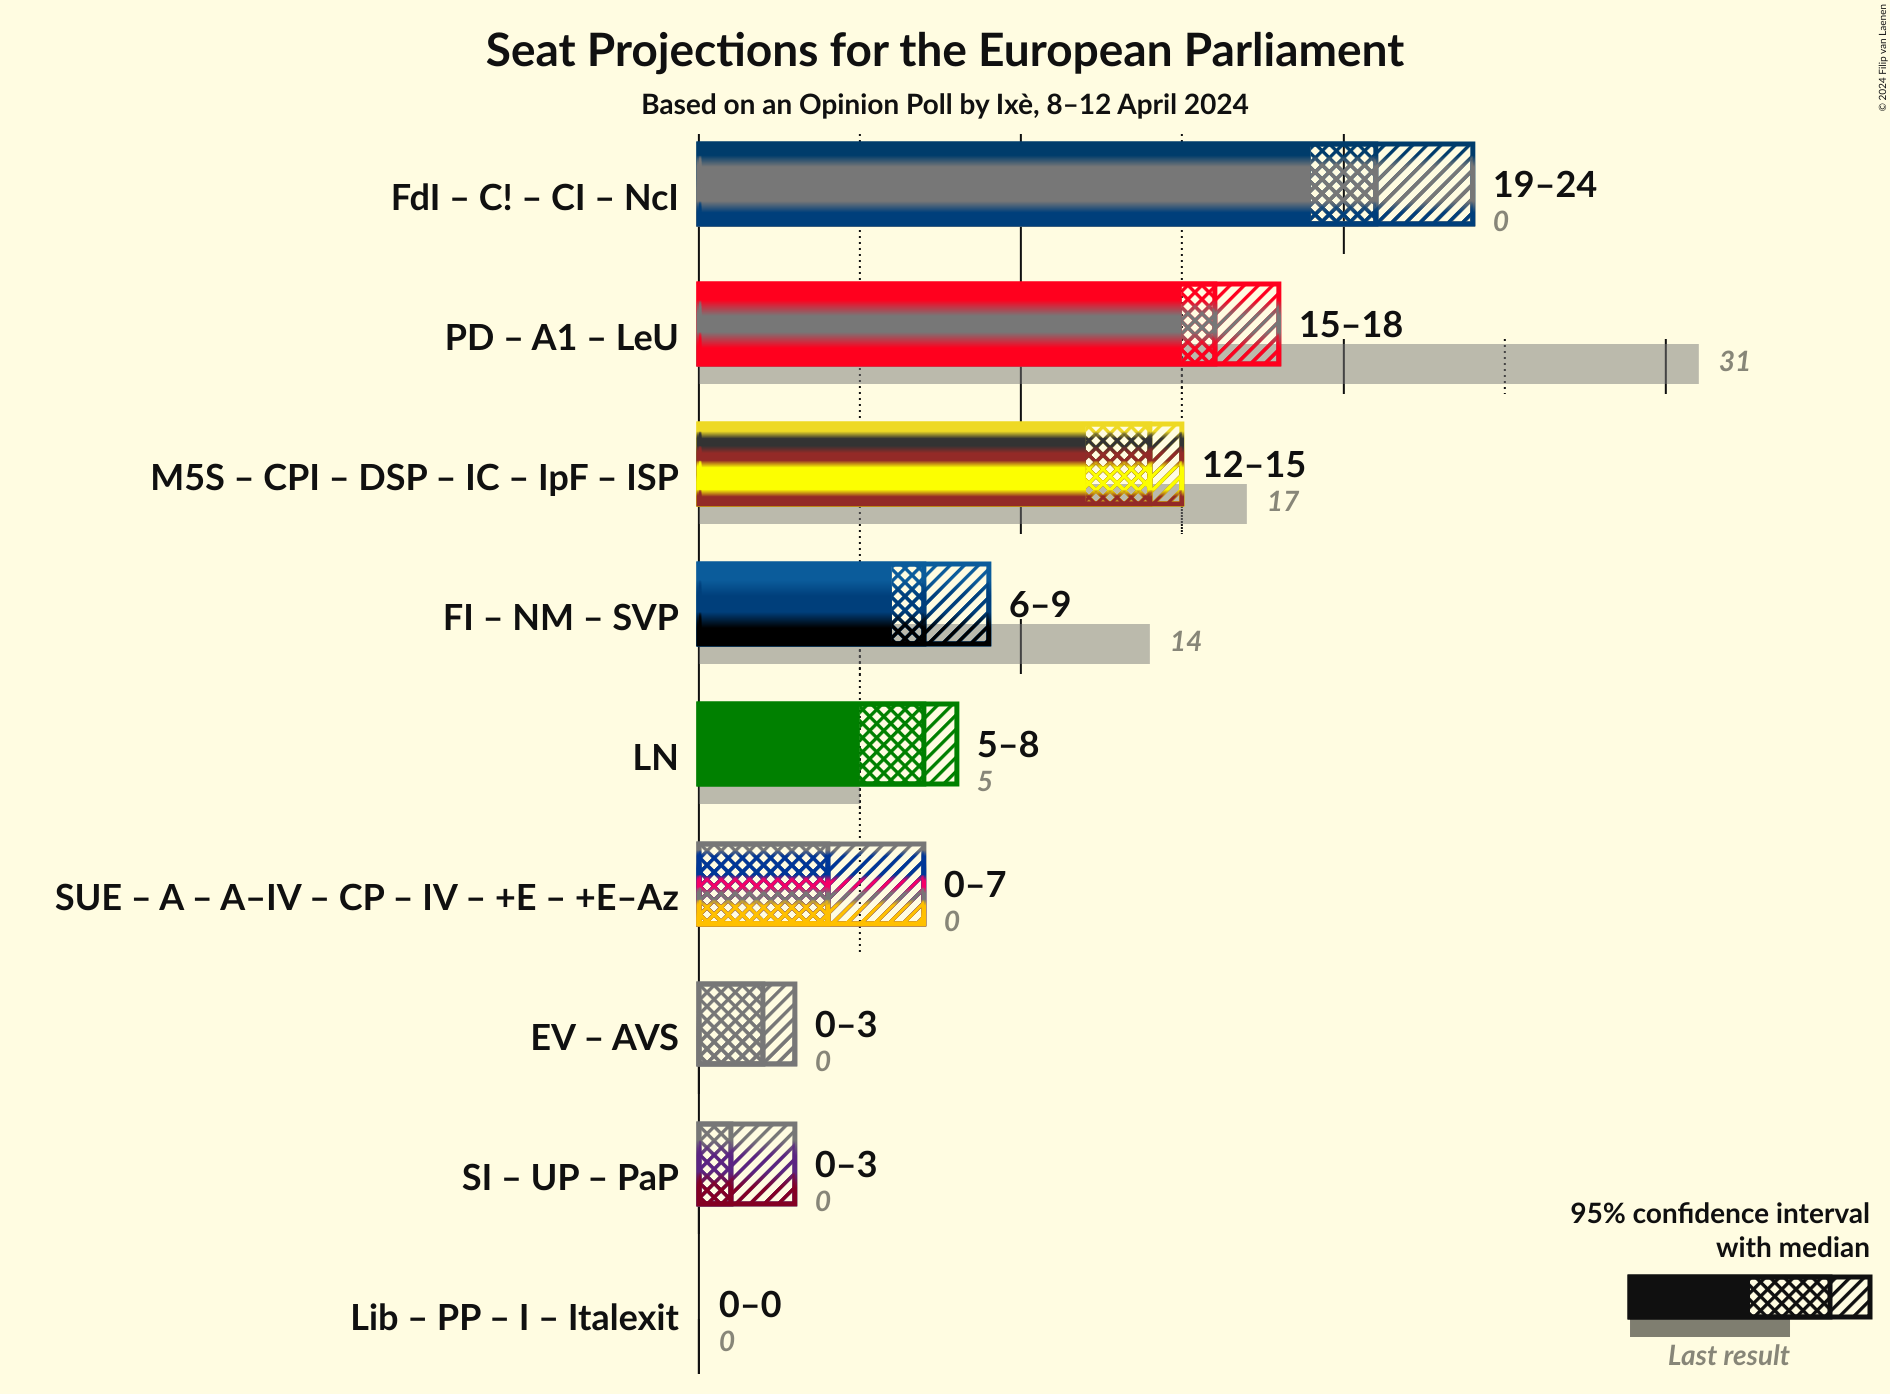 Seat Projections for the European Parliament
Based on an Opinion Poll by Ixè, 8–12 April 2024
© 2024 Filip van Laenen
FdI – C! – CI – NcI
19–24
0
PD – A1 – LeU
15–18
31
M5S – CPI – DSP – IC – IpF – ISP
12–15
17
FI – NM – SVP
6–9
14
LN
5–8
5
SUE – A – A–IV – CP – IV – +E – +E–Az
0–7
0
EV – AVS
0–3
0
SI – UP – PaP
0–3
0
Lib – PP – I – Italexit
0–0
0
95% confidence interval
with median
Last result